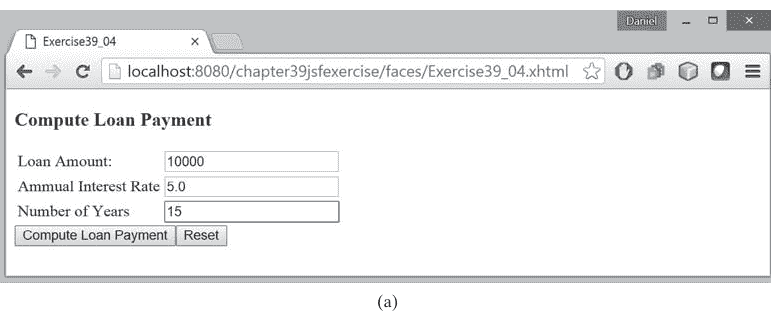 Daniel
Exercise39_04
localhost:8080/chapter39jsfexercise/faces/Exercise39_04.xhtml
Compute Loan Payment
Loan Amount: 10000
Ammual Interest Rate 5.0
Number of Years 15
Compute Loan Payment Reset
(a)